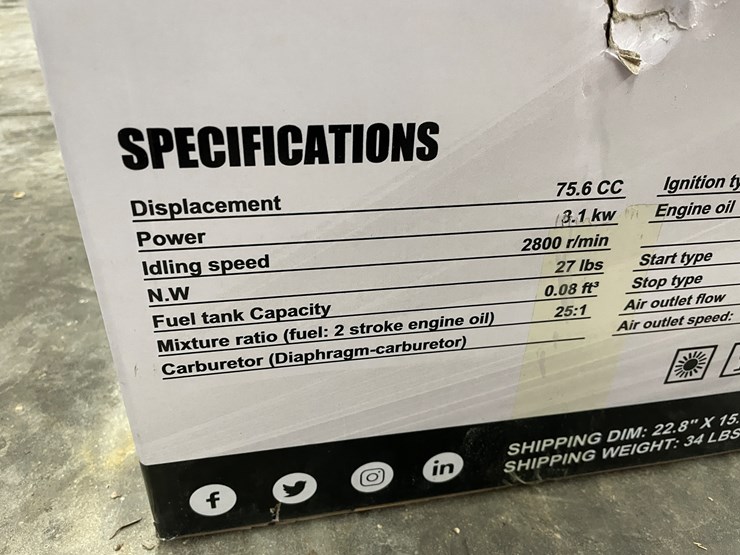 SPECIFICATIONS
Displacement 75.6 CC
Power 3.1 kw
Idling speed 2800 r/min
N.W 27 lbs
Fuel tank Capacity 0.08 ft³
Mixture ratio (fuel: 2 stroke engine oil) 25:1
Carburetor (Diaphragm-carburetor)
Ignition ty
Engine oil
Start type
Stop type
Air outlet flow
Air outlet speed:
f
in
SHIPPING DIM: 22.8" X 15.
SHIPPING WEIGHT: 34 LBS